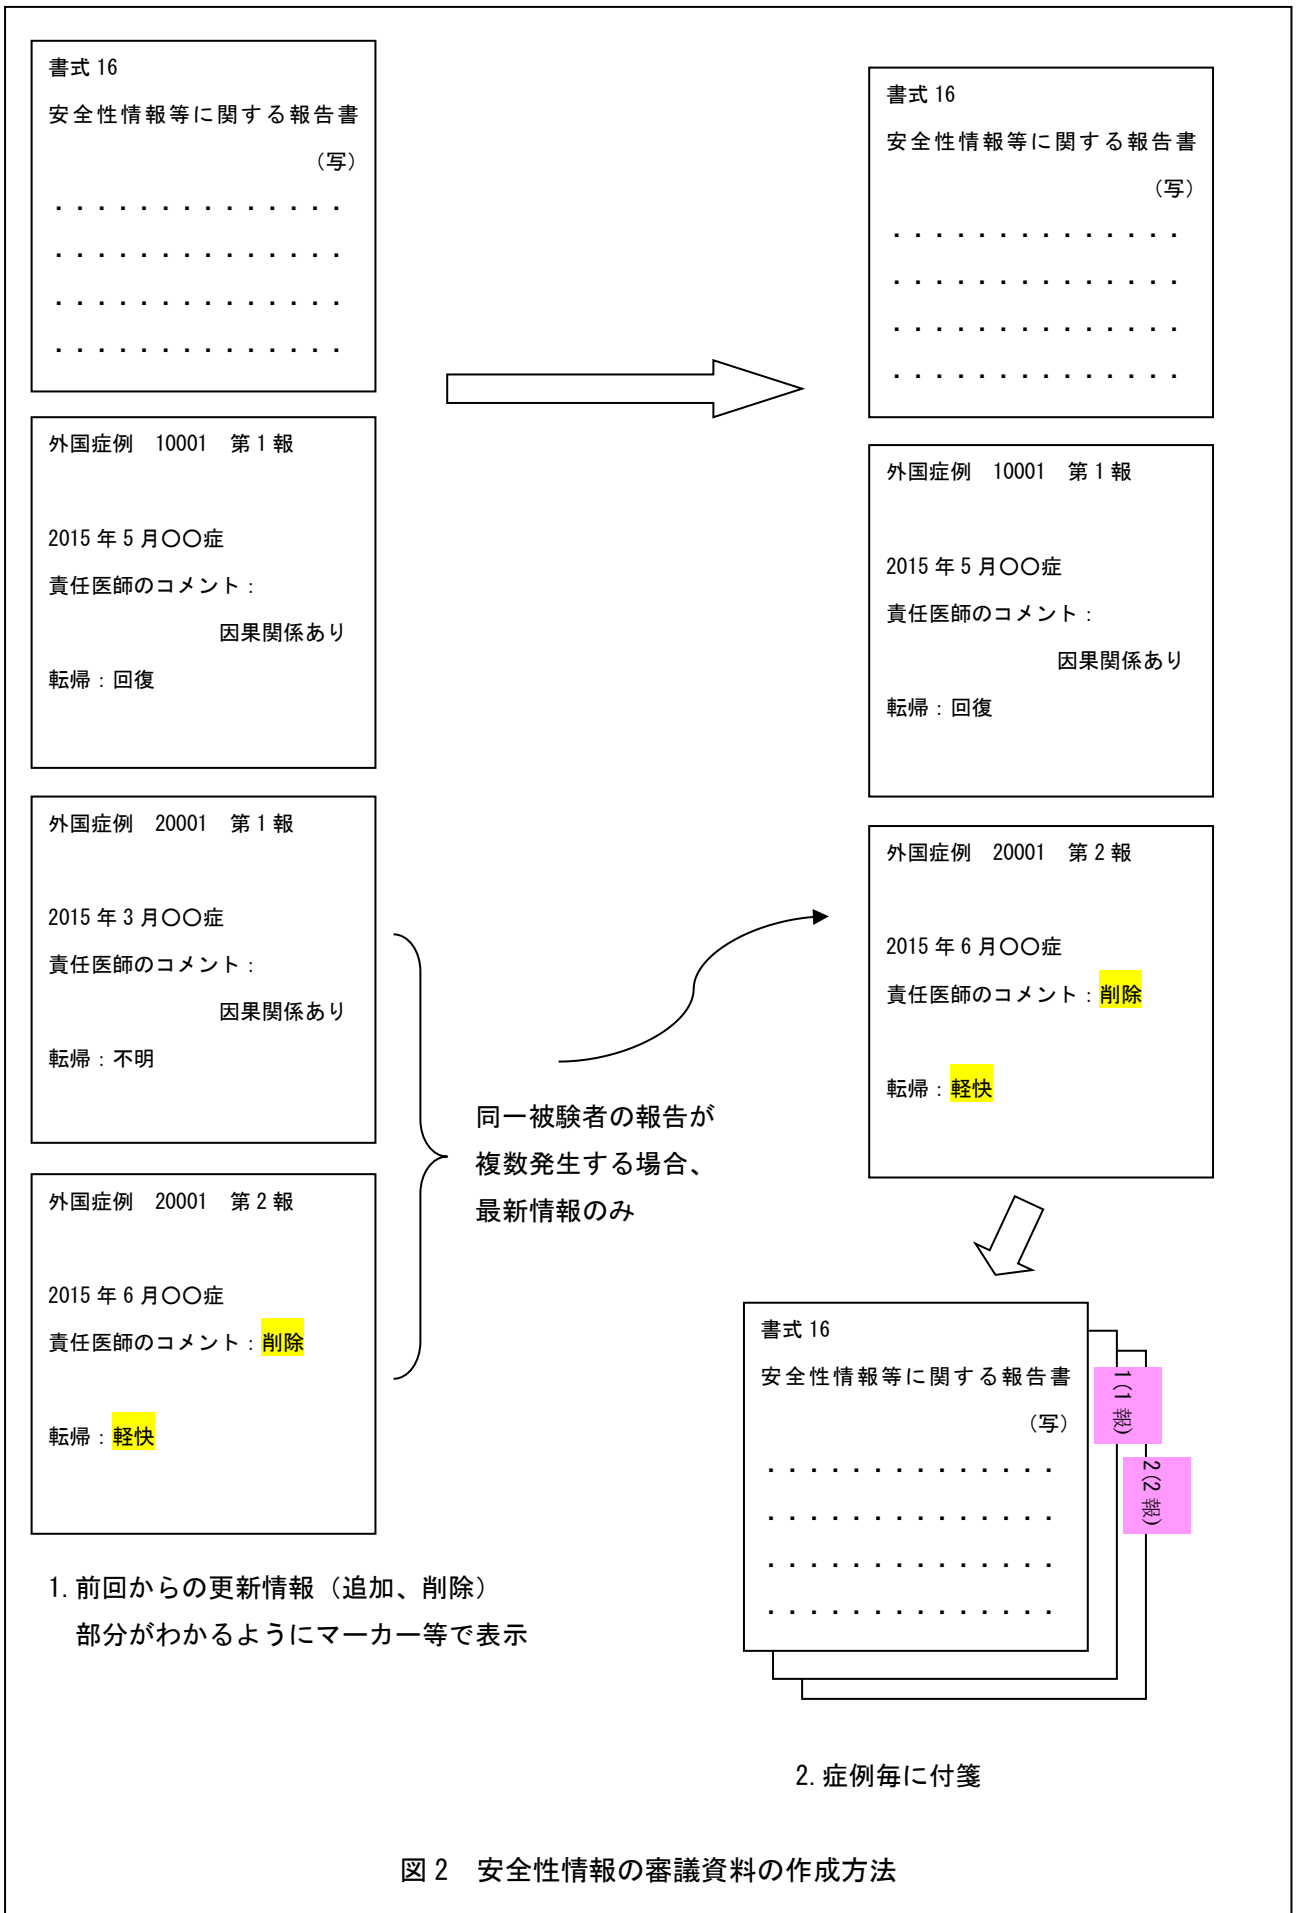 書式 16
安全性情報等に関する報告書
（写）
・・・・・・・・・・・・・・
・・・・・・・・・・・・・・
・・・・・・・・・・・・・・
・・・・・・・・・・・・・・
外国症例　10001　第 1 報
2015 年 5 月〇〇症
責任医師のコメント：
因果関係あり
転帰：回復
外国症例　20001　第 1 報
2015 年 3 月〇〇症
責任医師のコメント：
因果関係あり
転帰：不明
外国症例　20001　第 2 報
2015 年 6 月〇〇症
責任医師のコメント：削除
転帰：軽快
1. 前回からの更新情報（追加、削除）
部分がわかるようにマーカー等で表示
同一被験者の報告が
複数発生する場合、
最新情報のみ
書式 16
安全性情報等に関する報告書
（写）
・・・・・・・・・・・・・・
・・・・・・・・・・・・・・
・・・・・・・・・・・・・・
・・・・・・・・・・・・・・
外国症例　10001　第 1 報
2015 年 5 月〇〇症
責任医師のコメント：
因果関係あり
転帰：回復
外国症例　20001　第 2 報
2015 年 6 月〇〇症
責任医師のコメント：削除
転帰：軽快
書式 16
安全性情報等に関する報告書
（写）
・・・・・・・・・・・・・・
・・・・・・・・・・・・・・
・・・・・・・・・・・・・・
・・・・・・・・・・・・・・
1(1 報)
2(2 報)
2. 症例毎に付箋
図 2　安全性情報の審議資料の作成方法